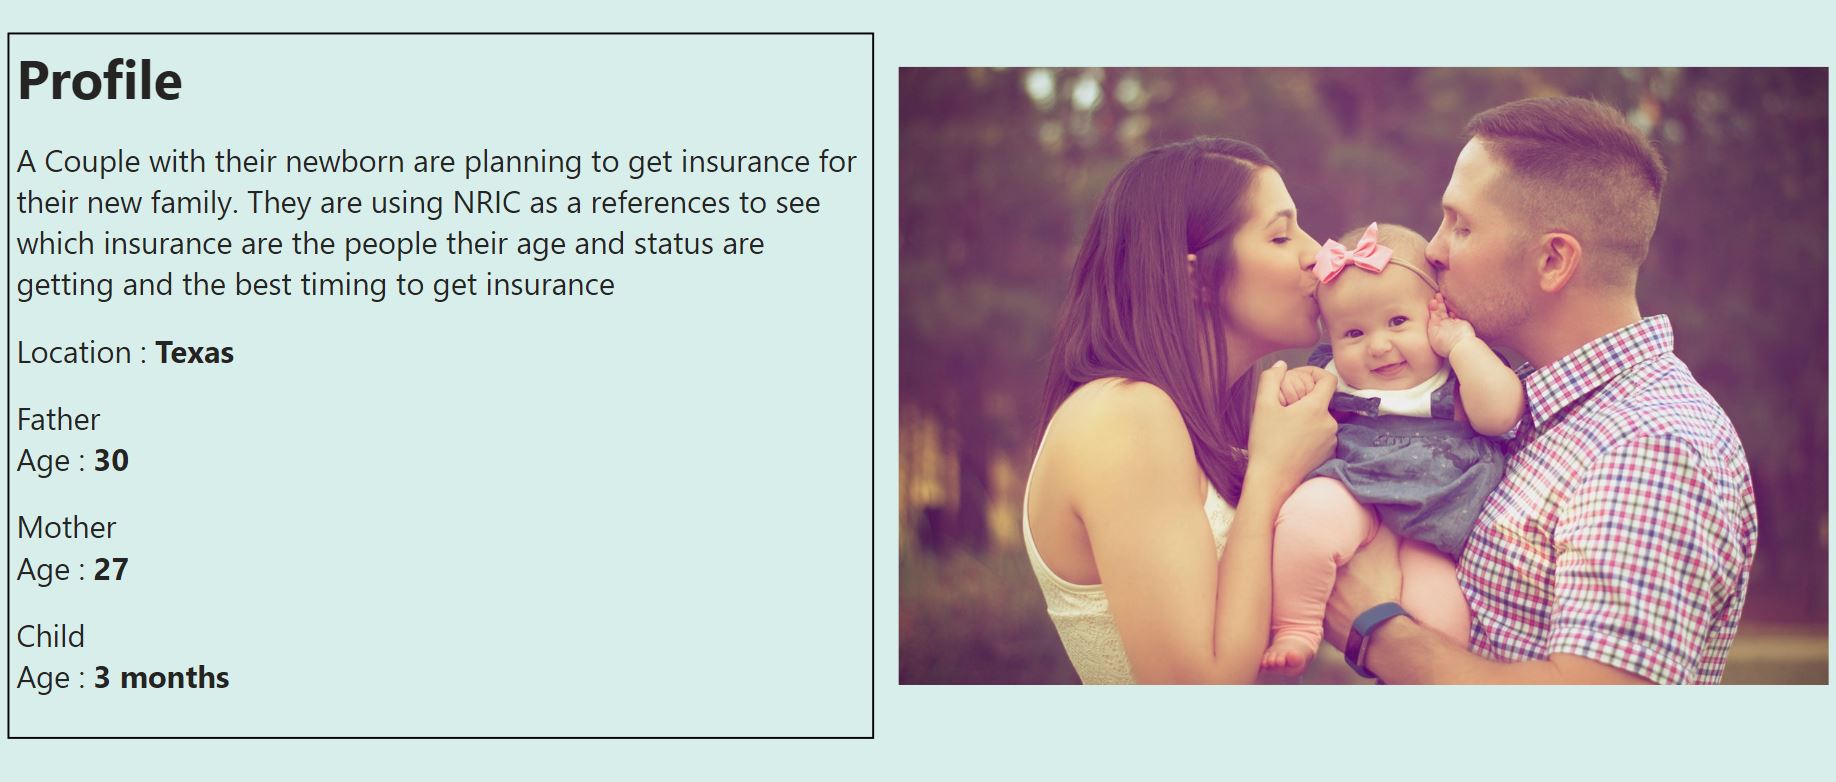 Profile
A Couple with their newborn are planning to get insurance for
their new family. They are using NRIC as a references to see
which insurance are the people their age and status are
getting and the best timing to get insurance
Location : Texas
Father
Age : 30
Mother
Age : 27
Child
Age : 3 months